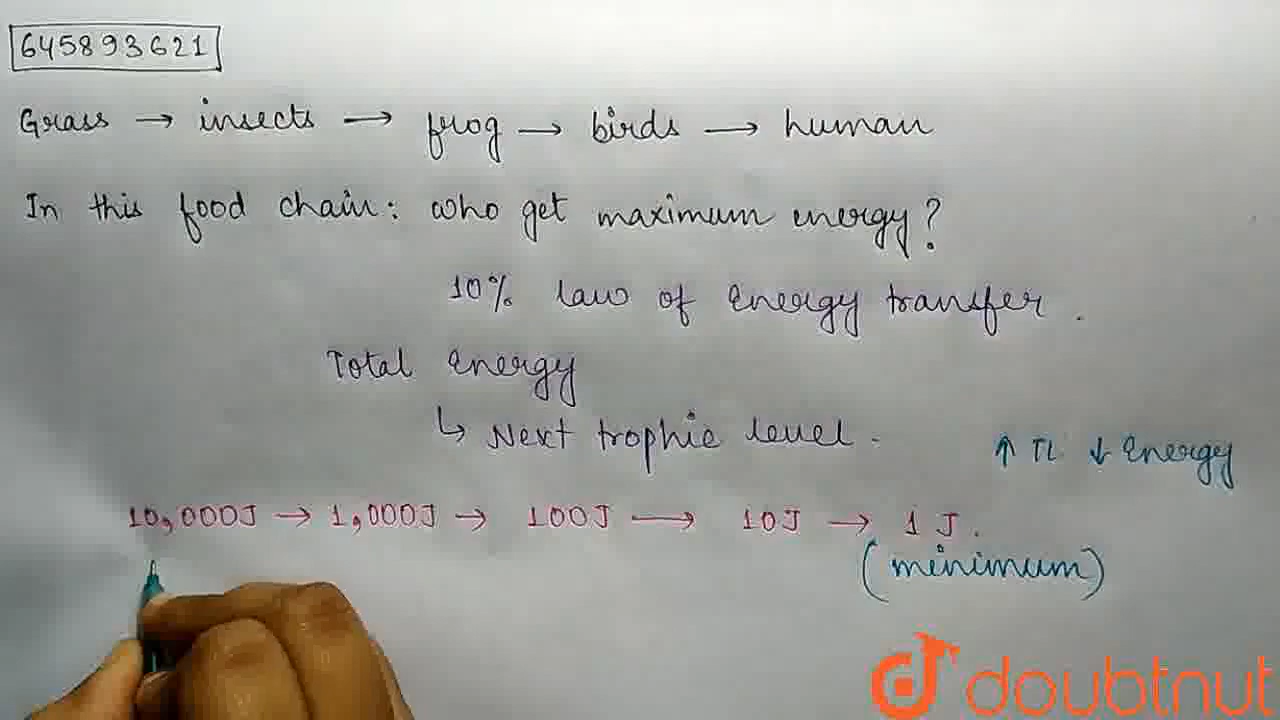 645893621
Grass → insects → frog → birds → human
In this food chain: who get maximum energy?
10% law of Energy transfer.
Total Energy
↳ Next trophic level.
↑ TL ↓ Energy
10,000J → 1,000J → 100J → 10J → 1 J.
(minimum)
doubtnut